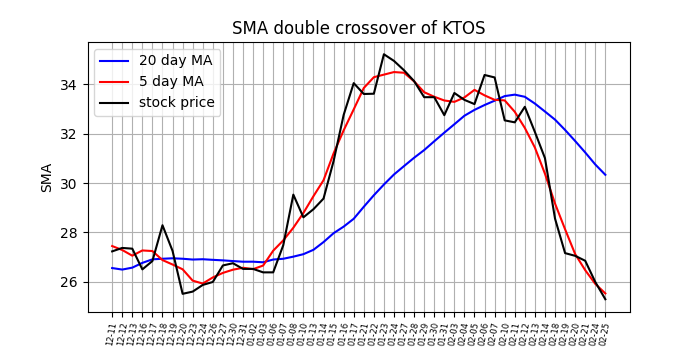 SMA double crossover of KTOS
20 day MA
5 day MA
stock price
SMA
34
32
30
28
26
12-11 12-12 12-13 12-16 12-17 12-18 12-19 12-20 12-23 12-24 12-26 12-27 12-30 12-31 01-02 01-03 01-06 01-07 01-08 01-10 01-13 01-14 01-15 01-16 01-17 01-21 01-22 01-23 01-24 01-27 01-28 01-29 01-30 01-31 02-03 02-04 02-05 02-06 02-07 02-10 02-11 02-12 02-13 02-14 02-18 02-19 02-20 02-21 02-24 02-25